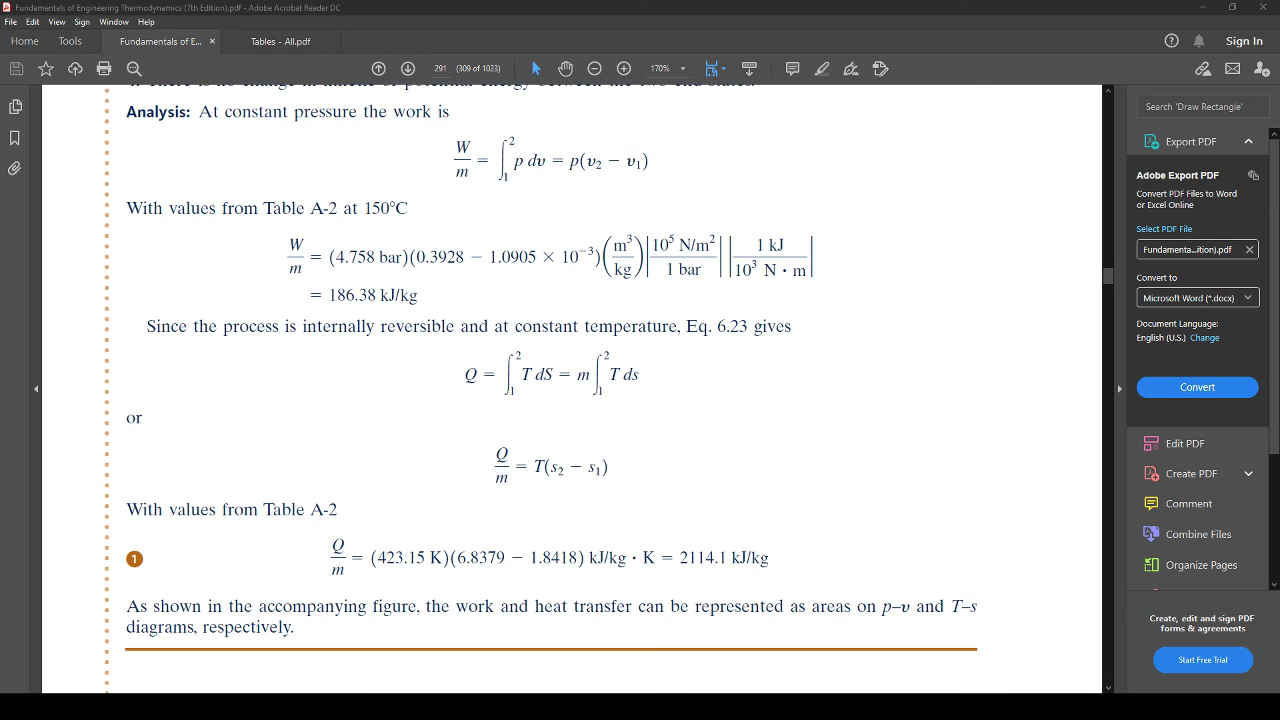 Fundamentals of Engineering Thermodynamics (7th Edition).pdf - Adobe Acrobat Reader DC
File Edit View Sign Window Help
Home Tools Fundamentals of E... × Tables - All.pdf Sign In
291 (309 of 1023) 170%
Analysis: At constant pressure the work is
W/m = ∫₁² p dv = p(v₂ − v₁)
With values from Table A-2 at 150°C
W/m = (4.758 bar)(0.3928 − 1.0905 × 10⁻³)(m³/kg)|10⁵ N/m²/1 bar| |1 kJ/10³ N · m|
= 186.38 kJ/kg
Since the process is internally reversible and at constant temperature, Eq. 6.23 gives
Q = ∫₁² T dS = m ∫₁² T ds
or
Q/m = T(s₂ − s₁)
With values from Table A-2
1 Q/m = (423.15 K)(6.8379 − 1.8418) kJ/kg · K = 2114.1 kJ/kg
As shown in the accompanying figure, the work and heat transfer can be represented as areas on p–v and T–s
diagrams, respectively.
Search 'Draw Rectangle'
Export PDF
Adobe Export PDF
Convert PDF Files to Word
or Excel Online
Select PDF File
Fundamenta...ition).pdf ×
Convert to
Microsoft Word (*.docx)
Document Language:
English (U.S.) Change
Convert
Edit PDF
Create PDF
Comment
Combine Files
Organize Pages
Create, edit and sign PDF
forms & agreements
Start Free Trial